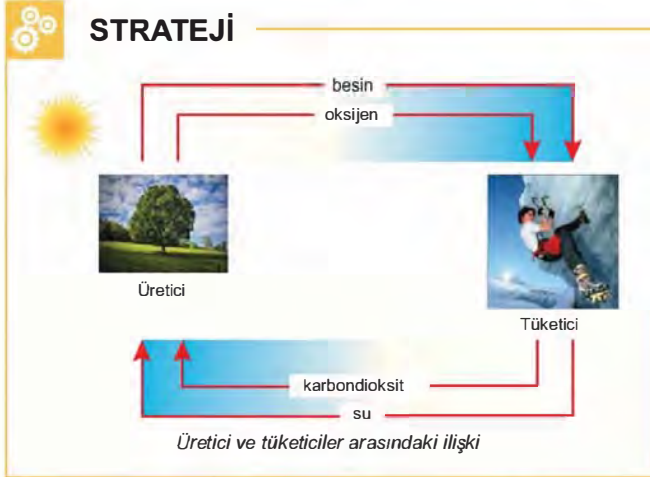 STRATEJİ
besin
oksijen
Üretici
Tüketici
karbondioksit
su
Üretici ve tüketiciler arasındaki ilişki